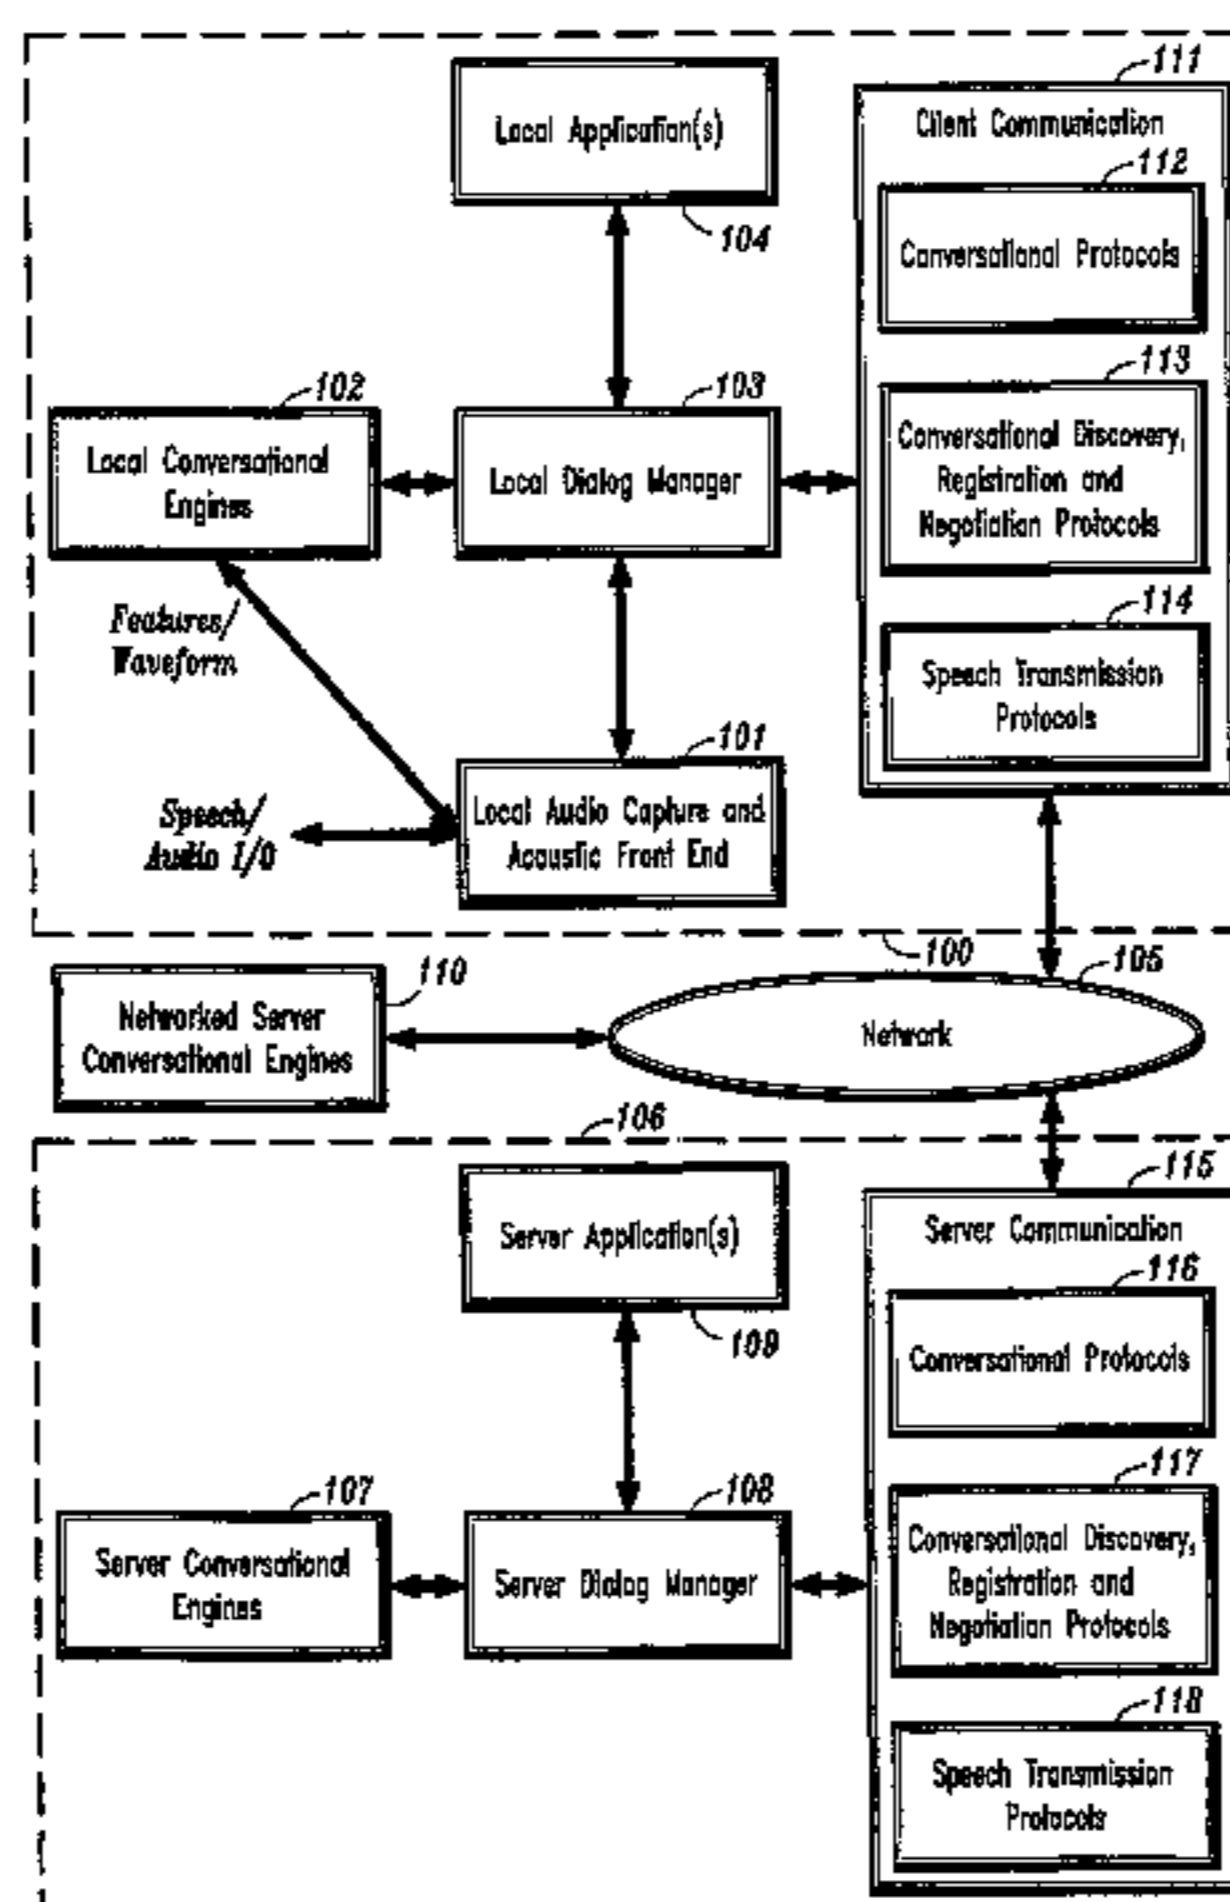 111
Client Communication
Local Application(s)
104
112
Conversational Protocols
102
103
113
Local Conversational
Engines
Local Dialog Manager
Conversational Discovery,
Registration and
Negotiation Protocols
Features/
Waveform
114
Speech Transmission
Protocols
101
Speech/
Audio I/O
Local Audio Capture and
Acoustic Front End
100
110
105
Networked Server
Conversational Engines
Network
106
115
Server Communication
Server Application(s)
109
116
Conversational Protocols
107
108
117
Server Conversational
Engines
Server Dialog Manager
Conversational Discovery,
Registration and
Negotiation Protocols
118
Speech Transmission
Protocols